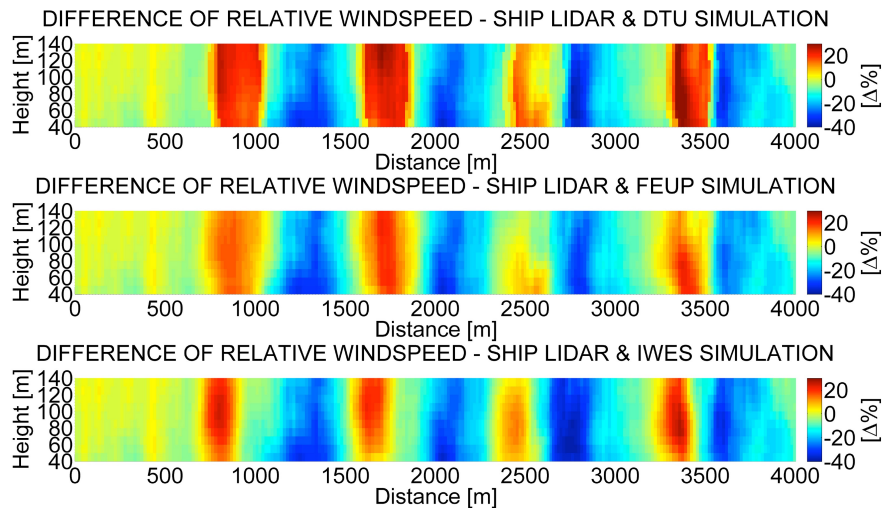 DIFFERENCE OF RELATIVE WINDSPEED - SHIP LIDAR & DTU SIMULATION
Height [m]
140
120
100
80
60
40
0 500 1000 1500 2000 2500 3000 3500 4000
Distance [m]
20
0
-20
-40
[Δ%]
DIFFERENCE OF RELATIVE WINDSPEED - SHIP LIDAR & FEUP SIMULATION
Height [m]
140
120
100
80
60
40
0 500 1000 1500 2000 2500 3000 3500 4000
Distance [m]
20
0
-20
-40
[Δ%]
DIFFERENCE OF RELATIVE WINDSPEED - SHIP LIDAR & IWES SIMULATION
Height [m]
140
120
100
80
60
40
0 500 1000 1500 2000 2500 3000 3500 4000
Distance [m]
20
0
-20
-40
[Δ%]